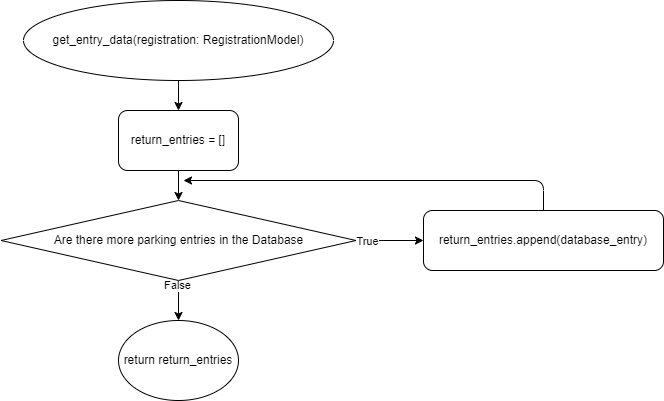 get_entry_data(registration: RegistrationModel)
return_entries = []
Are there more parking entries in the Database
True
return_entries.append(database_entry)
False
return return_entries